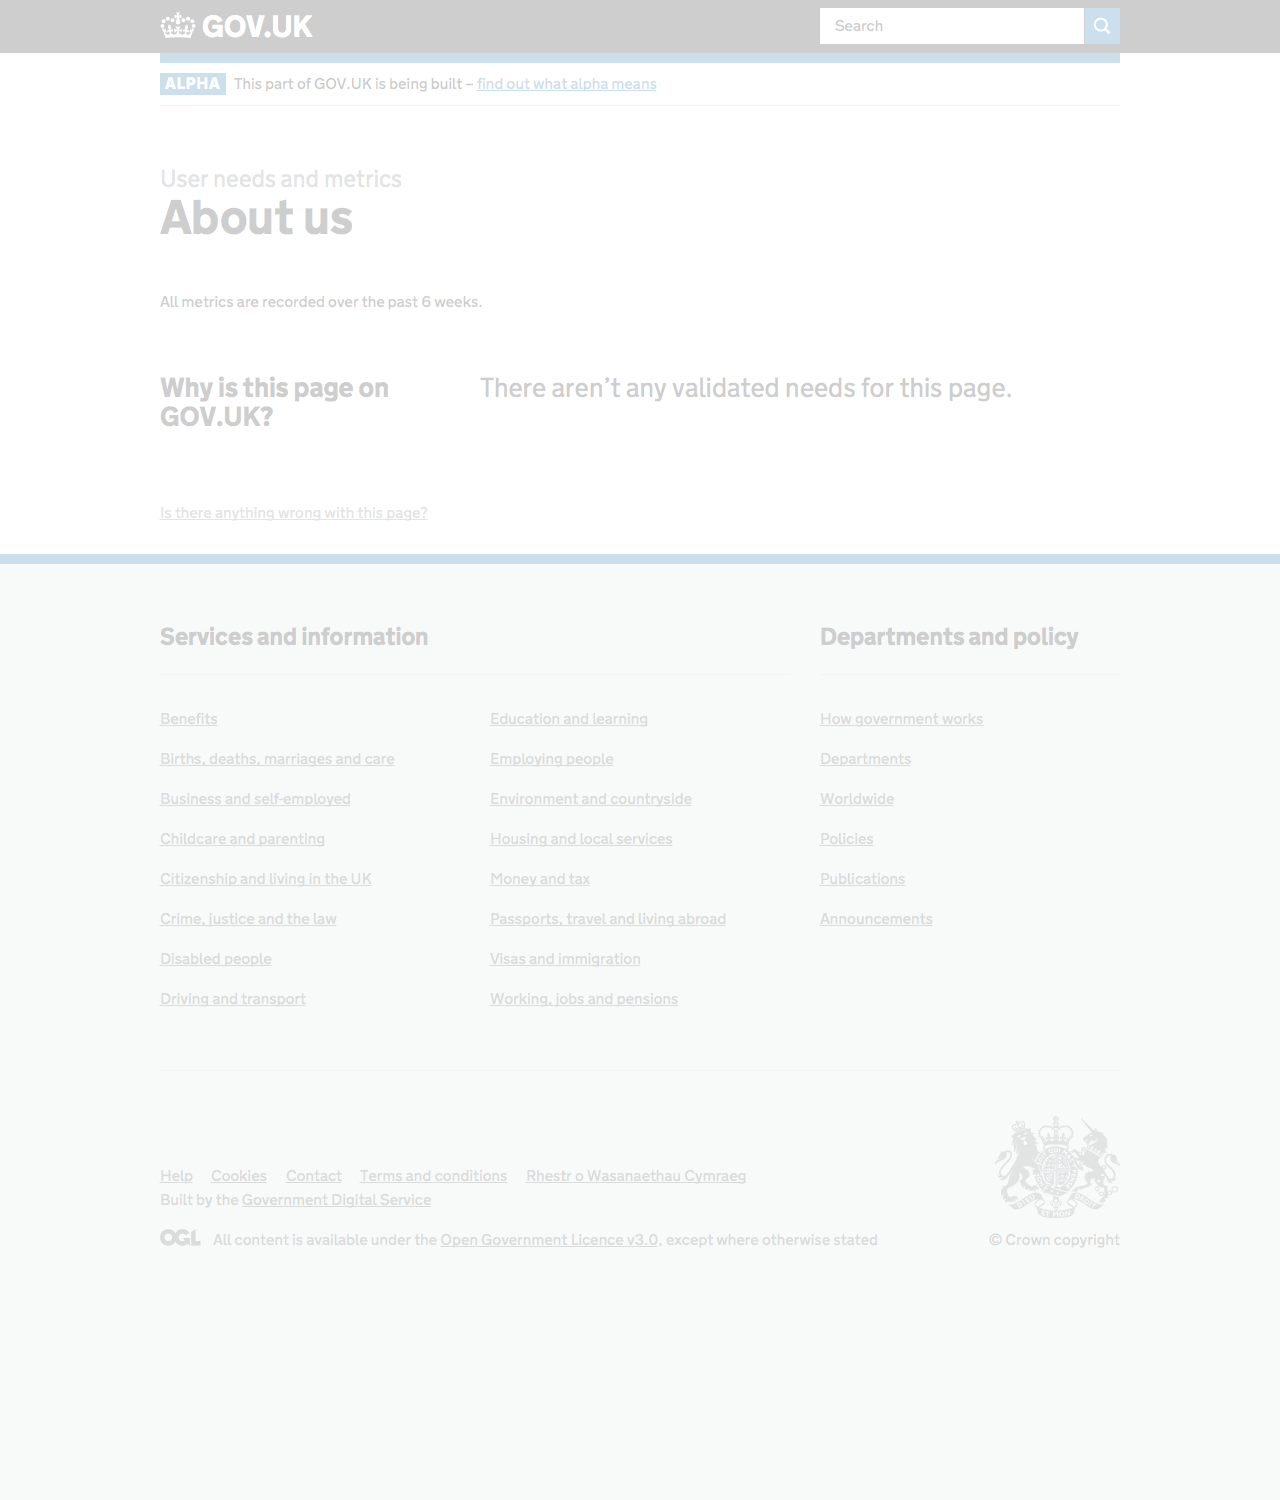 GOV.UK
Search
ALPHA This part of GOV.UK is being built – find out what alpha means
User needs and metrics
About us
All metrics are recorded over the past 6 weeks.
Why is this page on
GOV.UK?
There aren’t any validated needs for this page.
Is there anything wrong with this page?
Services and information
Benefits
Births, deaths, marriages and care
Business and self-employed
Childcare and parenting
Citizenship and living in the UK
Crime, justice and the law
Disabled people
Driving and transport
Education and learning
Employing people
Environment and countryside
Housing and local services
Money and tax
Passports, travel and living abroad
Visas and immigration
Working, jobs and pensions
Departments and policy
How government works
Departments
Worldwide
Policies
Publications
Announcements
Help Cookies Contact Terms and conditions Rhestr o Wasanaethau Cymraeg
Built by the Government Digital Service
OGL All content is available under the Open Government Licence v3.0, except where otherwise stated
© Crown copyright